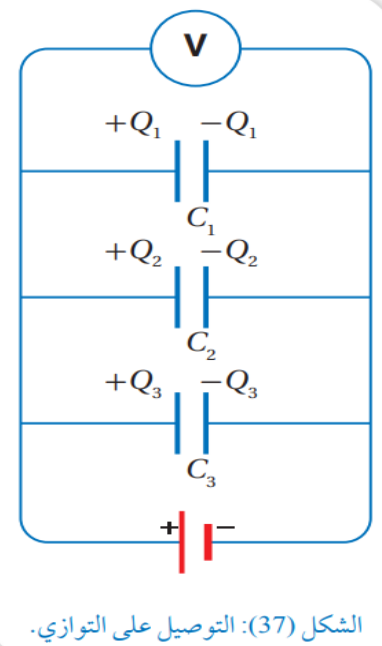 V
+Q₁ −Q₁
C₁
+Q₂ −Q₂
C₂
+Q₃ −Q₃
C₃
+ −
الشكل (37): التوصيل على التوازي.